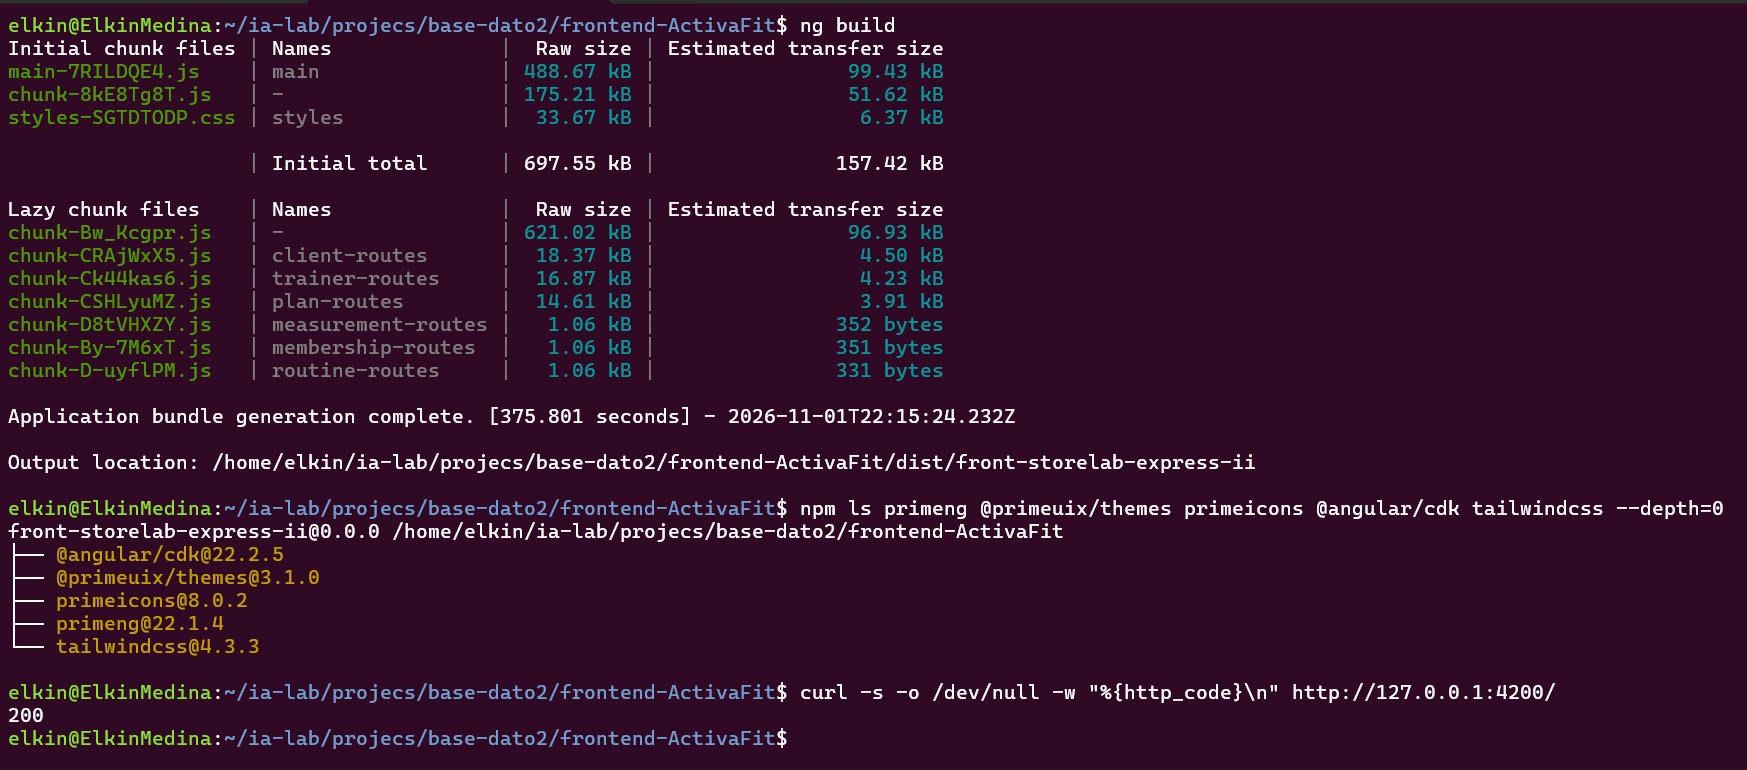 elkin@ElkinMedina:~/ia-lab/projecs/base-dato2/frontend-ActivaFit$ ng build
Initial chunk files | Names | Raw size | Estimated transfer size
main-7RILDQE4.js | main | 488.67 kB | 99.43 kB
chunk-8kE8Tg8T.js | - | 175.21 kB | 51.62 kB
styles-SGTDTODP.css | styles | 33.67 kB | 6.37 kB
| Initial total | 697.55 kB | 157.42 kB
Lazy chunk files | Names | Raw size | Estimated transfer size
chunk-Bw_Kcgpr.js | - | 621.02 kB | 96.93 kB
chunk-CRAjWxX5.js | client-routes | 18.37 kB | 4.50 kB
chunk-Ck44kas6.js | trainer-routes | 16.87 kB | 4.23 kB
chunk-CSHLyuMZ.js | plan-routes | 14.61 kB | 3.91 kB
chunk-D8tVHXZY.js | measurement-routes | 1.06 kB | 352 bytes
chunk-By-7M6xT.js | membership-routes | 1.06 kB | 351 bytes
chunk-D-uyflPM.js | routine-routes | 1.06 kB | 331 bytes
Application bundle generation complete. [375.801 seconds] - 2026-11-01T22:15:24.232Z
Output location: /home/elkin/ia-lab/projecs/base-dato2/frontend-ActivaFit/dist/front-storelab-express-ii
elkin@ElkinMedina:~/ia-lab/projecs/base-dato2/frontend-ActivaFit$ npm ls primeng @primeuix/themes primeicons @angular/cdk tailwindcss --depth=0
front-storelab-express-ii@0.0.0 /home/elkin/ia-lab/projecs/base-dato2/frontend-ActivaFit
├── @angular/cdk@22.2.5
├── @primeuix/themes@3.1.0
├── primeicons@8.0.2
├── primeng@22.1.4
└── tailwindcss@4.3.3
elkin@ElkinMedina:~/ia-lab/projecs/base-dato2/frontend-ActivaFit$ curl -s -o /dev/null -w "%{http_code}\n" http://127.0.0.1:4200/
200
elkin@ElkinMedina:~/ia-lab/projecs/base-dato2/frontend-ActivaFit$